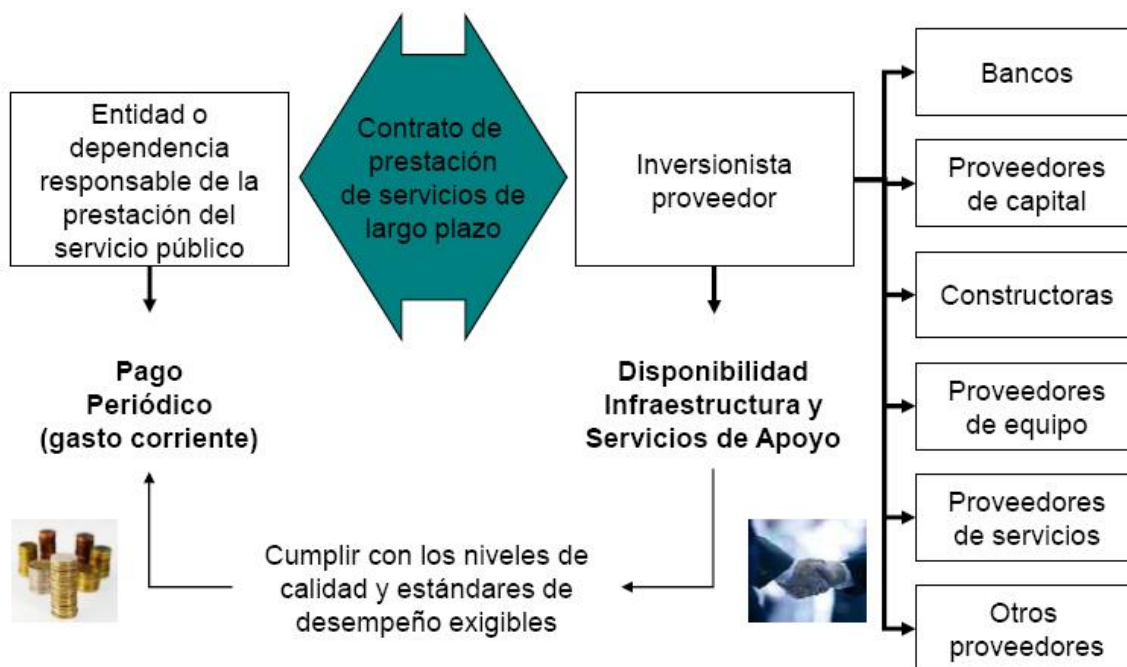 Entidad o
dependencia
responsable de la
prestación del
servicio público
Contrato de
prestación
de servicios de
largo plazo
Inversionista
proveedor
Bancos
Proveedores
de capital
Constructoras
Proveedores
de equipo
Proveedores
de servicios
Otros
proveedores
Pago
Periódico
(gasto corriente)
Disponibilidad
Infraestructura y
Servicios de Apoyo
Cumplir con los niveles de
calidad y estándares de
desempeño exigibles